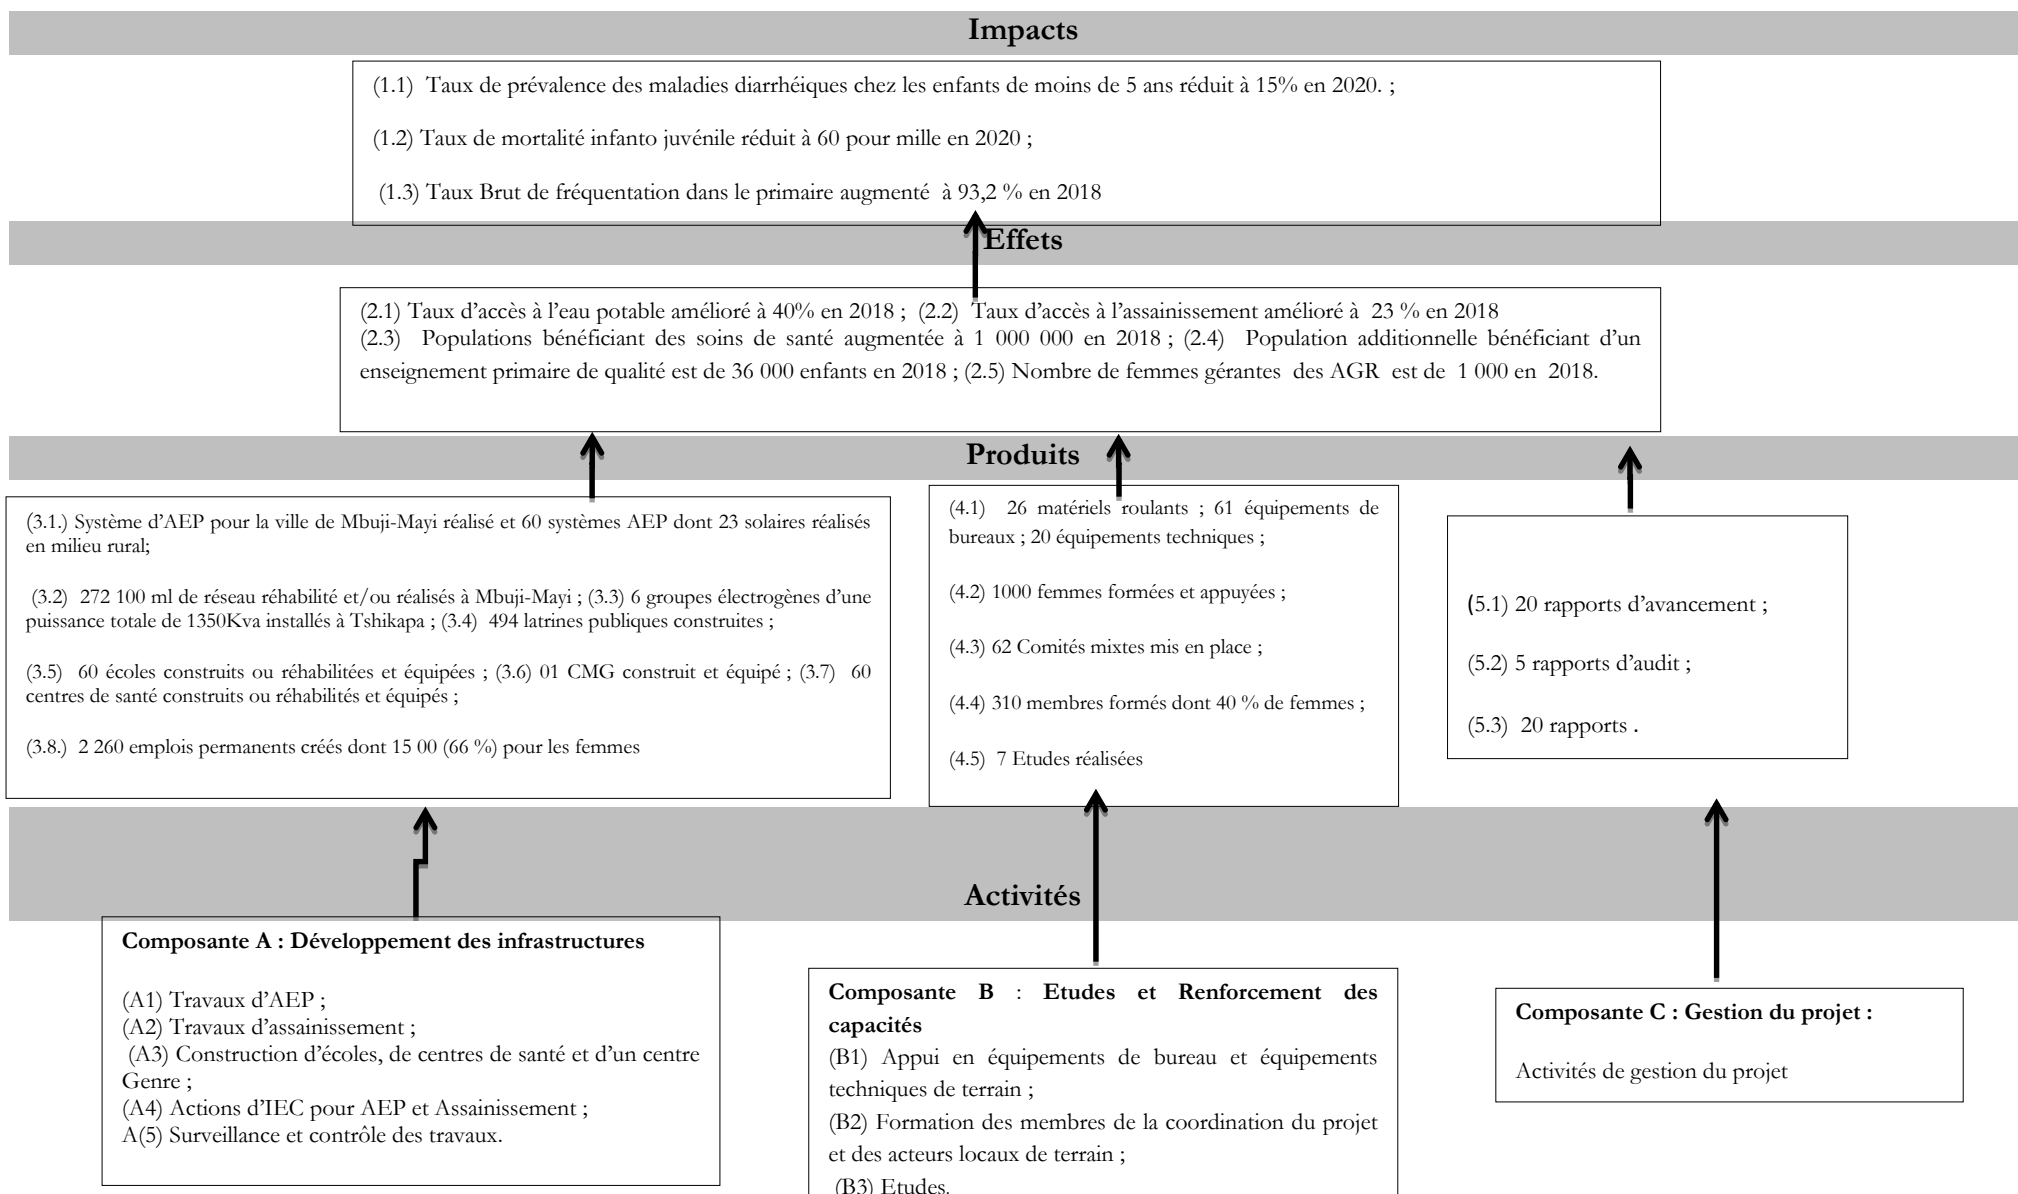 Impacts
(1.1) Taux de prévalence des maladies diarrhéiques chez les enfants de moins de 5 ans réduit à 15% en 2020. ;
(1.2) Taux de mortalité infanto juvénile réduit à 60 pour mille en 2020 ;
(1.3) Taux Brut de fréquentation dans le primaire augmenté à 93,2 % en 2018
Effets
(2.1) Taux d’accès à l’eau potable amélioré à 40% en 2018 ; (2.2) Taux d’accès à l’assainissement amélioré à 23 % en 2018
(2.3) Populations bénéficiant des soins de santé augmentée à 1 000 000 en 2018 ; (2.4) Population additionnelle bénéficiant d’un
enseignement primaire de qualité est de 36 000 enfants en 2018 ; (2.5) Nombre de femmes gérantes des AGR est de 1 000 en 2018.
Produits
(3.1.) Système d’AEP pour la ville de Mbuji-Mayi réalisé et 60 systèmes AEP dont 23 solaires réalisés
en milieu rural;
(3.2) 272 100 ml de réseau réhabilité et/ou réalisés à Mbuji-Mayi ; (3.3) 6 groupes électrogènes d’une
puissance totale de 1350Kva installés à Tshikapa ; (3.4) 494 latrines publiques construites ;
(3.5) 60 écoles construits ou réhabilitées et équipées ; (3.6) 01 CMG construit et équipé ; (3.7) 60
centres de santé construits ou réhabilités et équipés ;
(3.8.) 2 260 emplois permanents créés dont 15 00 (66 %) pour les femmes
(4.1) 26 matériels roulants ; 61 équipements de
bureaux ; 20 équipements techniques ;
(4.2) 1000 femmes formées et appuyées ;
(4.3) 62 Comités mixtes mis en place ;
(4.4) 310 membres formés dont 40 % de femmes ;
(4.5) 7 Etudes réalisées
(5.1) 20 rapports d’avancement ;
(5.2) 5 rapports d’audit ;
(5.3) 20 rapports .
Activités
Composante A : Développement des infrastructures
(A1) Travaux d’AEP ;
(A2) Travaux d’assainissement ;
(A3) Construction d’écoles, de centres de santé et d’un centre
Genre ;
(A4) Actions d’IEC pour AEP et Assainissement ;
A(5) Surveillance et contrôle des travaux.
Composante B : Etudes et Renforcement des
capacités
(B1) Appui en équipements de bureau et équipements
techniques de terrain ;
(B2) Formation des membres de la coordination du projet
et des acteurs locaux de terrain ;
(B3) Etudes.
Composante C : Gestion du projet :
Activités de gestion du projet